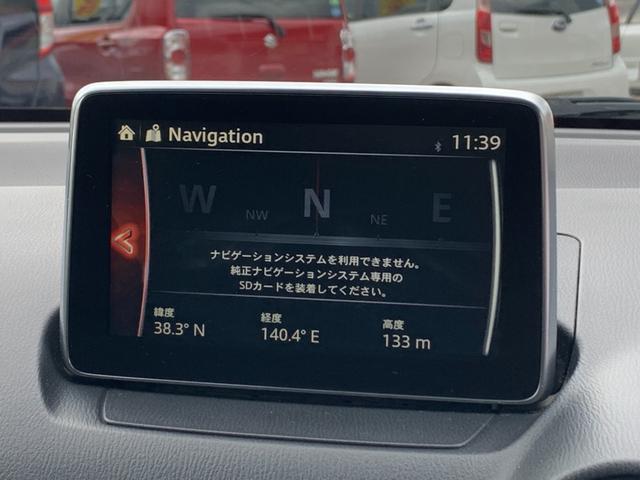 Navigation
11:39
W NW N NE E
ナビゲーションシステムを利用できません。
純正ナビゲーションシステム専用の
SDカードを装着してください。
緯度 経度 高度
38.3° N 140.4° E 133 m